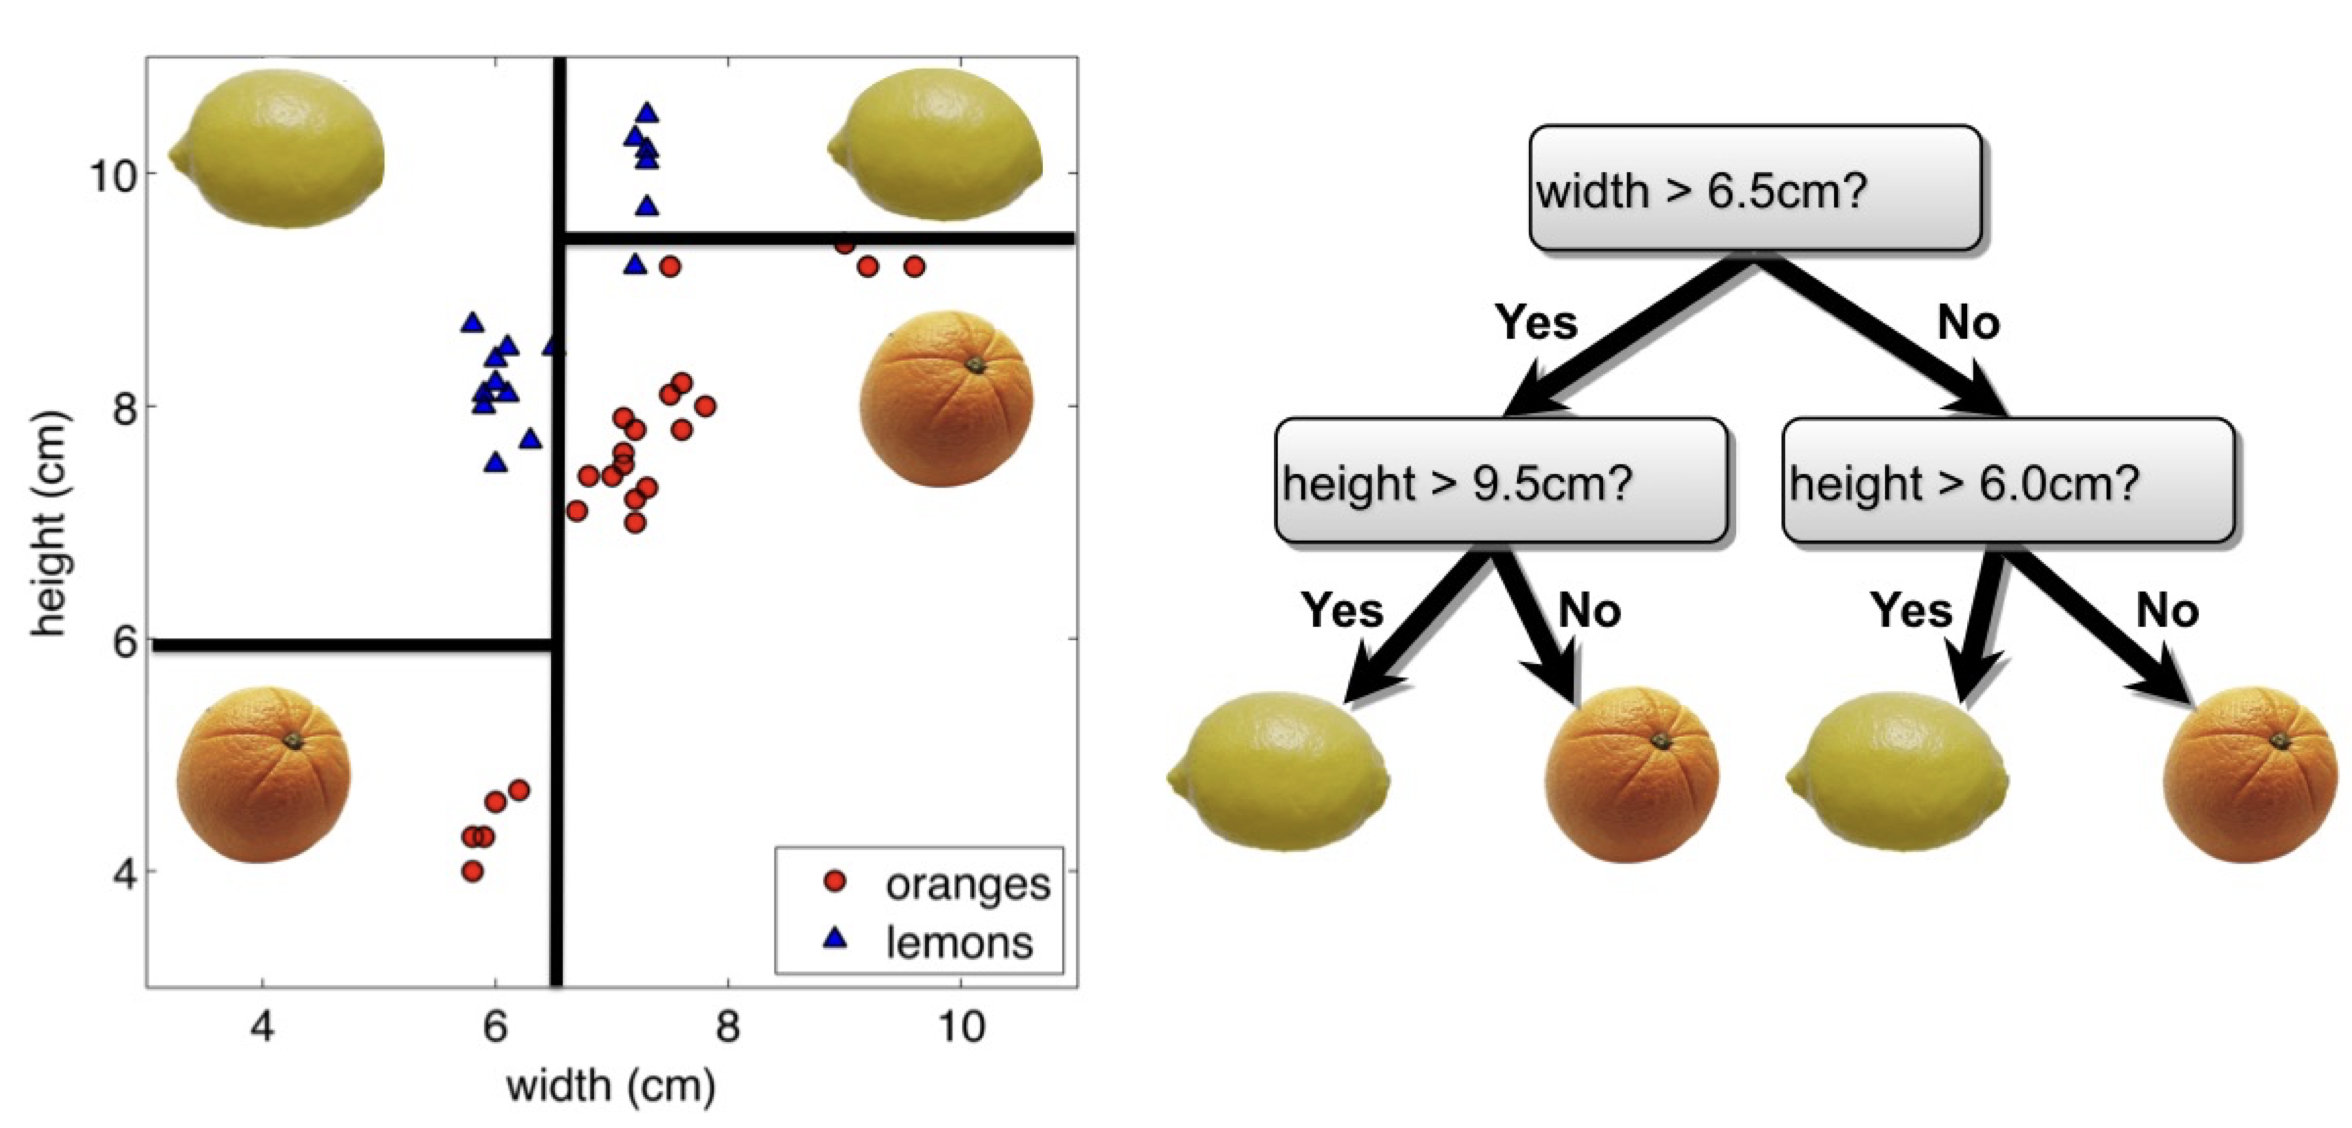 10
8
6
4
height (cm)
4 6 8 10
width (cm)
oranges
lemons
width > 6.5cm?
Yes No
height > 9.5cm? height > 6.0cm?
Yes No Yes No